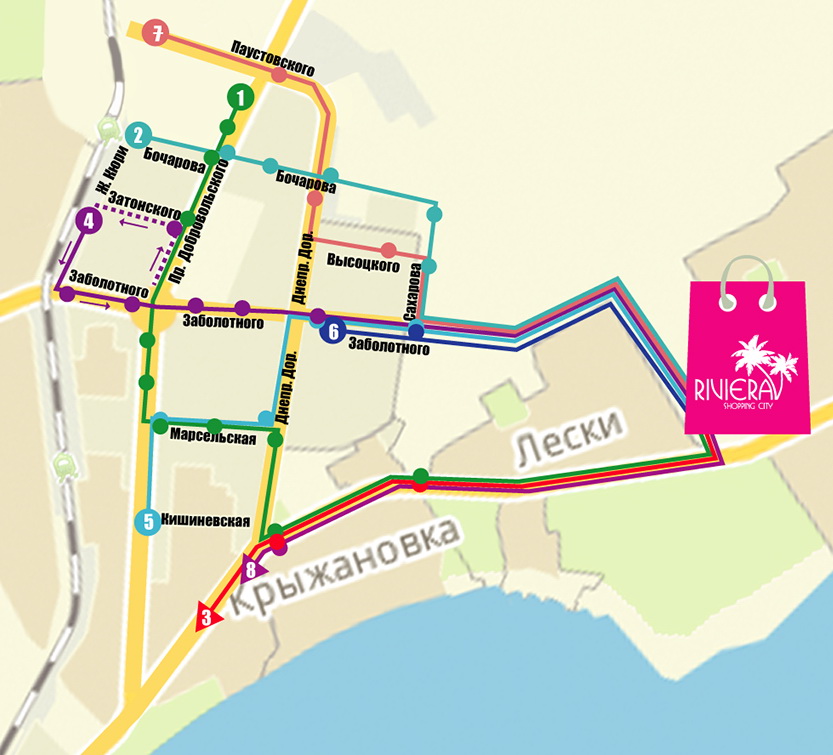 7
Паустовского
1
2
Бочарова
Бочарова
Ж. Кюри
Затонского
4
Пр. Добровольского
Днепр. Дор.
Высоцкого
Сахарова
Заболотного
Заболотного
6
Заболотного
RIVIERA
SHOPPING CITY
Днепр. Дор.
Марсельская
Лески
5
Кишиневская
8
Крыжановка
3